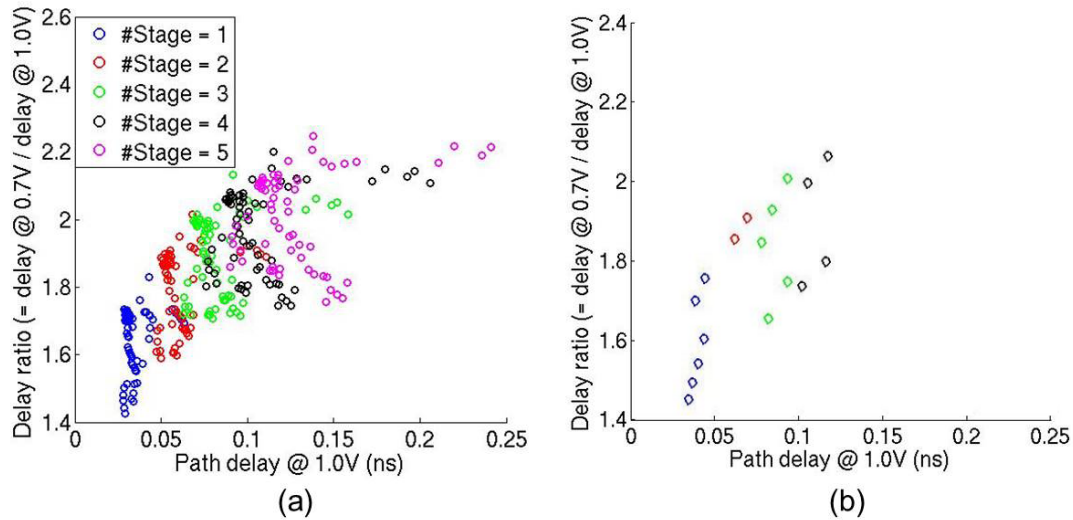 Delay ratio (= delay @ 0.7V / delay @ 1.0V)
2.6
2.4
2.2
2
1.8
1.6
1.4
#Stage = 1
#Stage = 2
#Stage = 3
#Stage = 4
#Stage = 5
0 0.05 0.1 0.15 0.2 0.25
Path delay @ 1.0V (ns)
(a)
Delay ratio (= delay @ 0.7V / delay @ 1.0V)
2.4
2.2
2
1.8
1.6
1.4
0 0.05 0.1 0.15 0.2 0.25
Path delay @ 1.0V (ns)
(b)